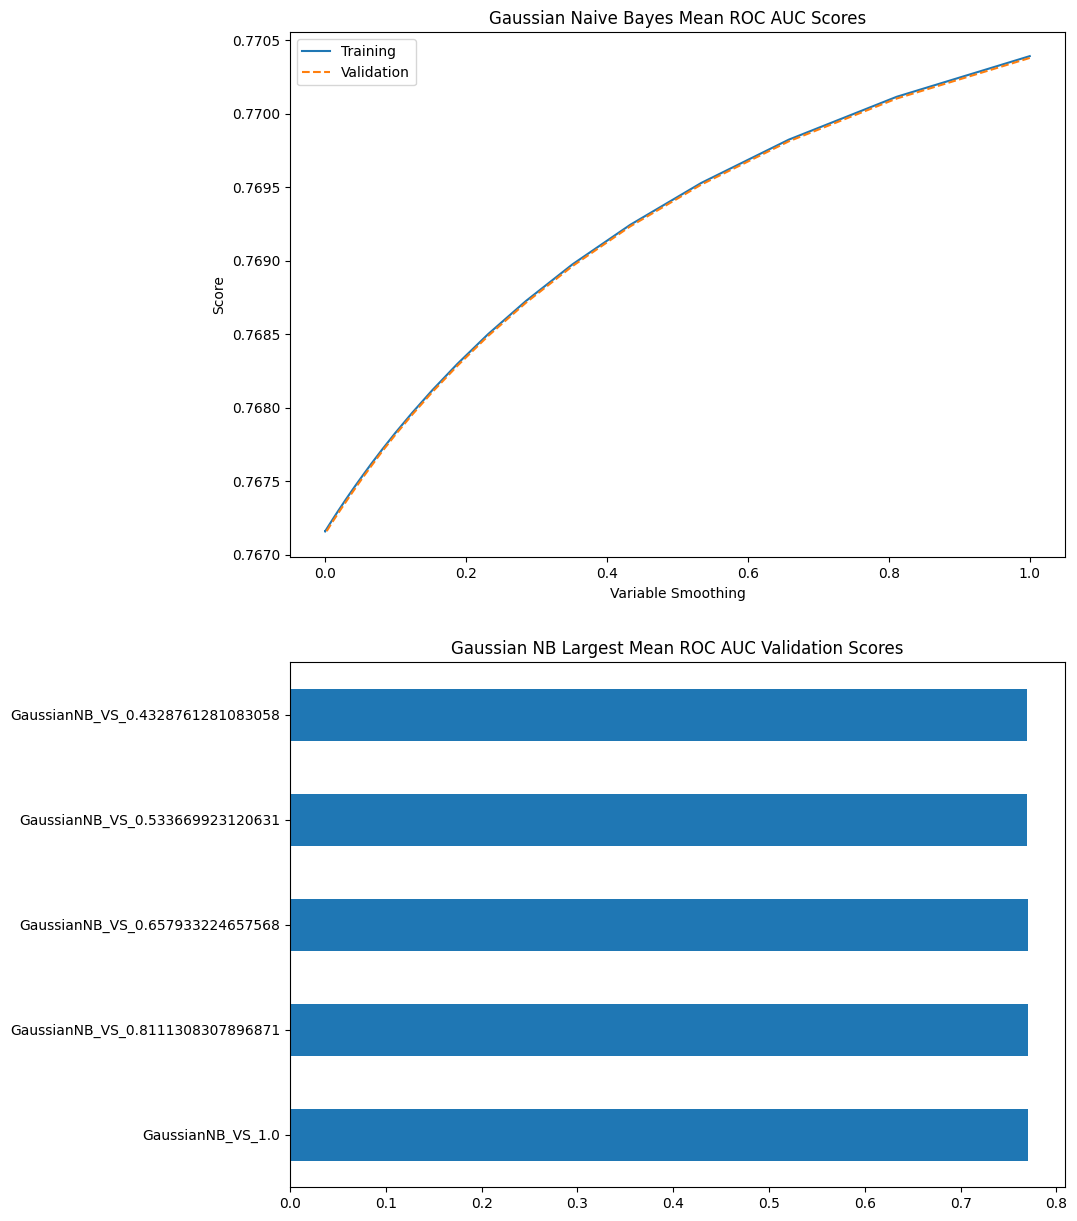 Gaussian Naive Bayes Mean ROC AUC Scores
Training
Validation
0.7705
0.7700
0.7695
0.7690
0.7685
0.7680
0.7675
0.7670
Score
0.0 0.2 0.4 0.6 0.8 1.0
Variable Smoothing
Gaussian NB Largest Mean ROC AUC Validation Scores
GaussianNB_VS_0.4328761281083058
GaussianNB_VS_0.533669923120631
GaussianNB_VS_0.657933224657568
GaussianNB_VS_0.8111308307896871
GaussianNB_VS_1.0
0.0 0.1 0.2 0.3 0.4 0.5 0.6 0.7 0.8